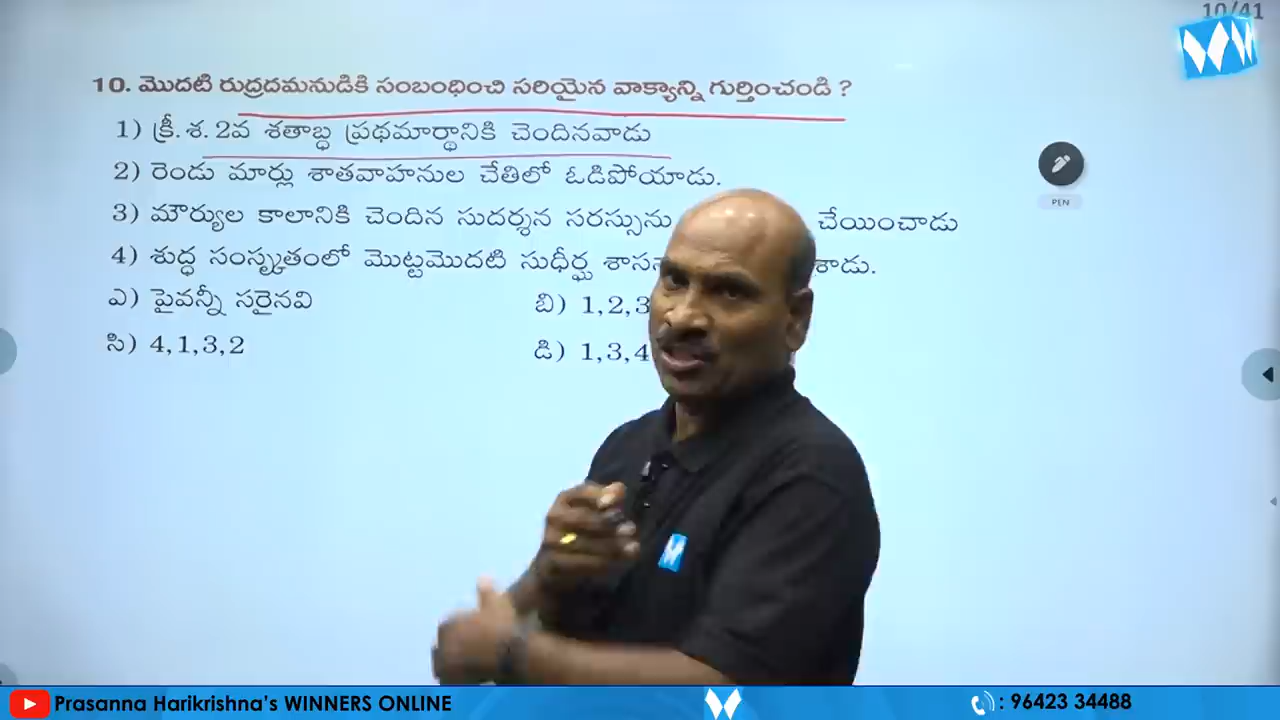 10/41
10. మొదటి రుద్రదమనుడికి సంబంధించి సరియైన వాక్యాన్ని గుర్తించండి ?
1) క్రీ.శ. 2వ శతాబ్ధ ప్రథమార్థానికి చెందినవాడు
2) రెండు మార్లు శాతవాహనుల చేతిలో ఓడిపోయాడు.
3) మౌర్యుల కాలానికి చెందిన సుదర్శన సరస్సును చేయించాడు
4) శుద్ధ సంస్కృతంలో మొట్టమొదటి సుధీర్ఘ
ఎ) పైవన్నీ సరైనవి బి) 1,2,3
సి) 4,1,3,2 డి) 1,3,4
PEN
Prasanna Harikrishna's WINNERS ONLINE : 96423 34488